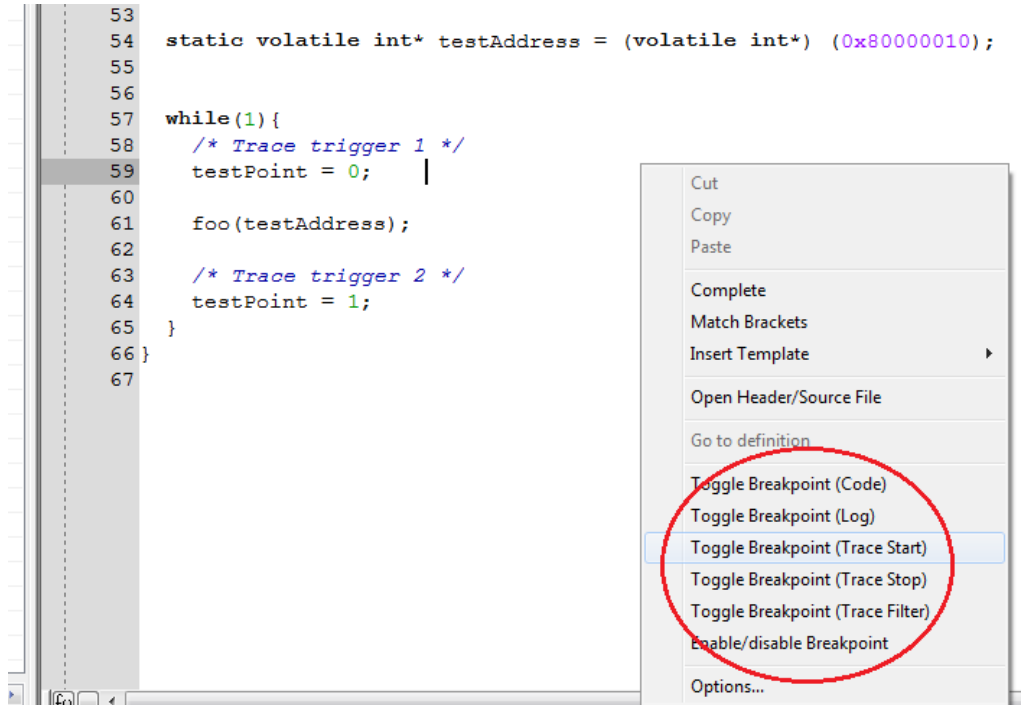 53
54 static volatile int* testAddress = (volatile int*) (0x80000010);
55
56
57 while(1){
58 /* Trace trigger 1 */
59 testPoint = 0;
60
61 foo(testAddress);
62
63 /* Trace trigger 2 */
64 testPoint = 1;
65 }
66 }
67
Cut
Copy
Paste
Complete
Match Brackets
Insert Template
Open Header/Source File
Go to definition
Toggle Breakpoint (Code)
Toggle Breakpoint (Log)
Toggle Breakpoint (Trace Start)
Toggle Breakpoint (Trace Stop)
Toggle Breakpoint (Trace Filter)
Enable/disable Breakpoint
Options...